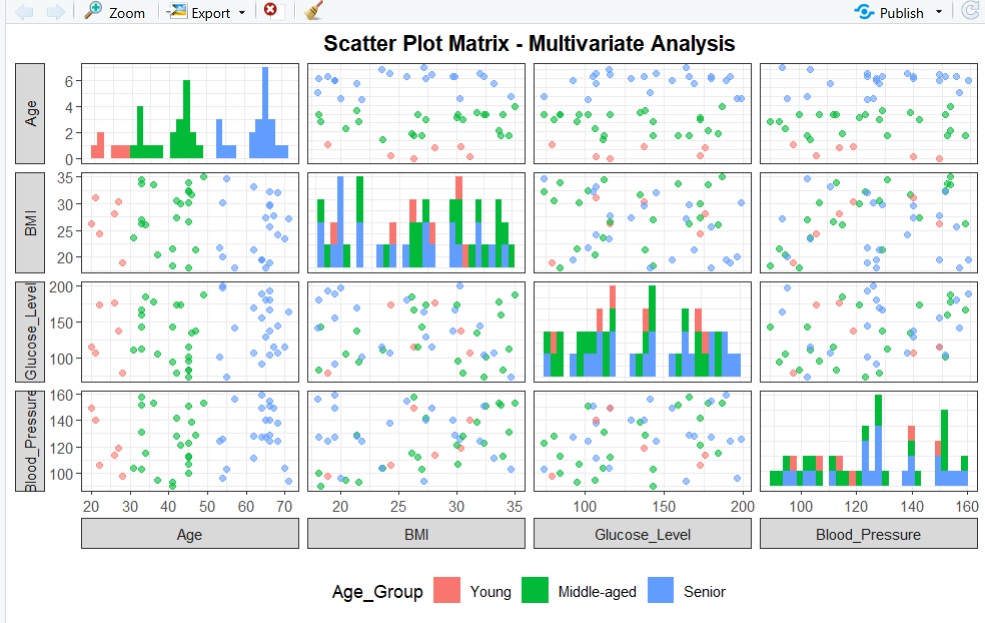 Zoom Export Publish
Scatter Plot Matrix - Multivariate Analysis
Age
6
4
2
0
BMI
35
30
25
20
Glucose_Level
200
150
100
Blood_Pressure
160
140
120
100
20 30 40 50 60 70
20 25 30 35
100 150 200
100 120 140 160
Age BMI Glucose_Level Blood_Pressure
Age_Group Young Middle-aged Senior